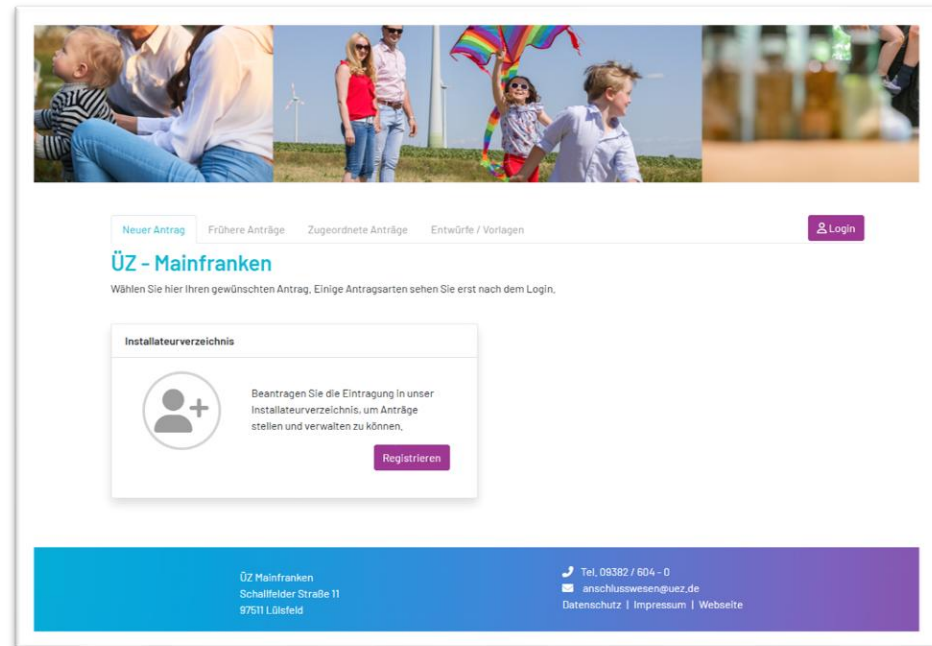 Neuer Antrag Frühere Anträge Zugeordnete Anträge Entwürfe / Vorlagen Login
ÜZ - Mainfranken
Wählen Sie hier Ihren gewünschten Antrag. Einige Antragsarten sehen Sie erst nach dem Login.
Installateurverzeichnis
Beantragen Sie die Eintragung in unser
Installateurverzeichnis, um Anträge
stellen und verwalten zu können.
Registrieren
ÜZ Mainfranken
Schallfelder Straße 11
97511 Lülsfeld
Tel. 09382 / 604 - 0
anschlusswesen@uez.de
Datenschutz | Impressum | Webseite